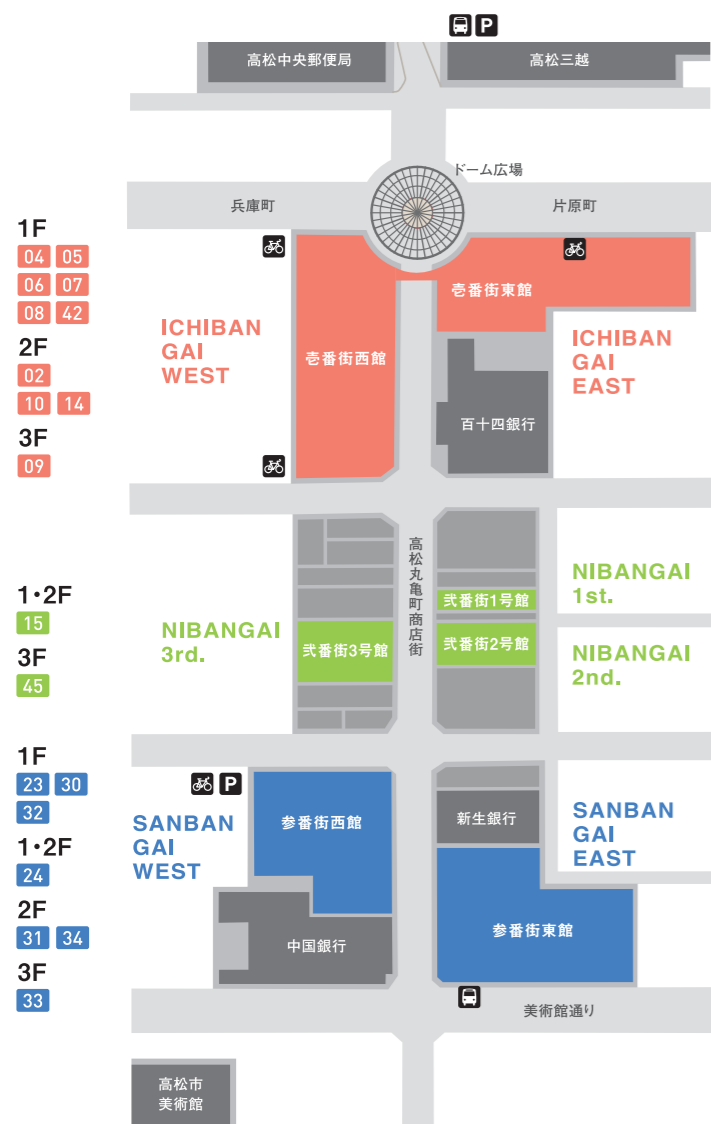 P
高松中央郵便局
高松三越
ドーム広場
兵庫町
片原町
1F
04 05
06 07
08 42
2F
02
10 14
3F
09
ICHIBAN
GAI
WEST
壱番街西館
壱番街東館
ICHIBAN
GAI
EAST
百十四銀行
高松丸亀町商店街
1・2F
15
3F
45
NIBANGAI
3rd.
弐番街3号館
弐番街1号館
弐番街2号館
NIBANGAI
1st.
NIBANGAI
2nd.
1F
23 30
32
1・2F
24
2F
31 34
3F
33
P
SANBAN
GAI
WEST
参番街西館
新生銀行
SANBAN
GAI
EAST
参番街東館
中国銀行
美術館通り
高松市
美術館